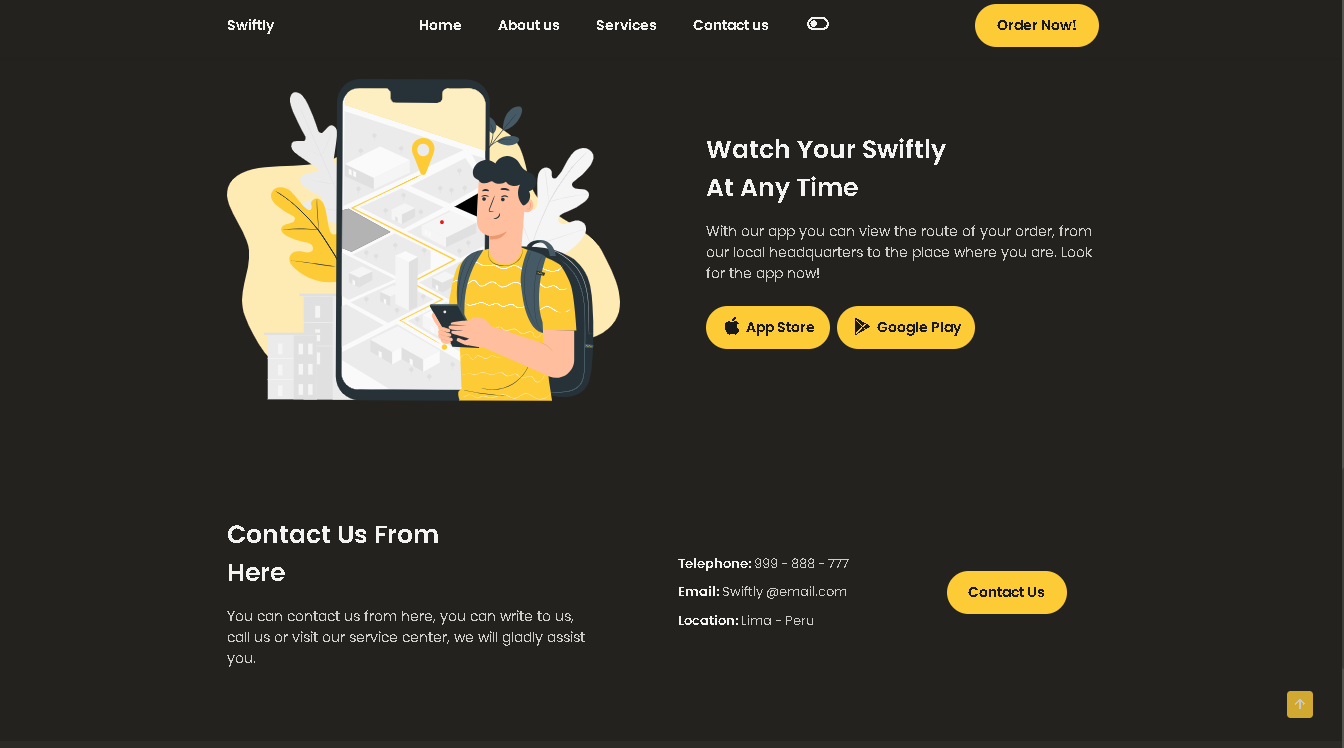 Swiftly
Home
About us
Services
Contact us
Order Now!
Watch Your Swiftly
At Any Time
With our app you can view the route of your order, from
our local headquarters to the place where you are. Look
for the app now!
App Store
Google Play
Contact Us From
Here
You can contact us from here, you can write to us,
call us or visit our service center, we will gladly assist
you.
Telephone: 999 - 888 - 777
Email: Swiftly @email.com
Location: Lima - Peru
Contact Us